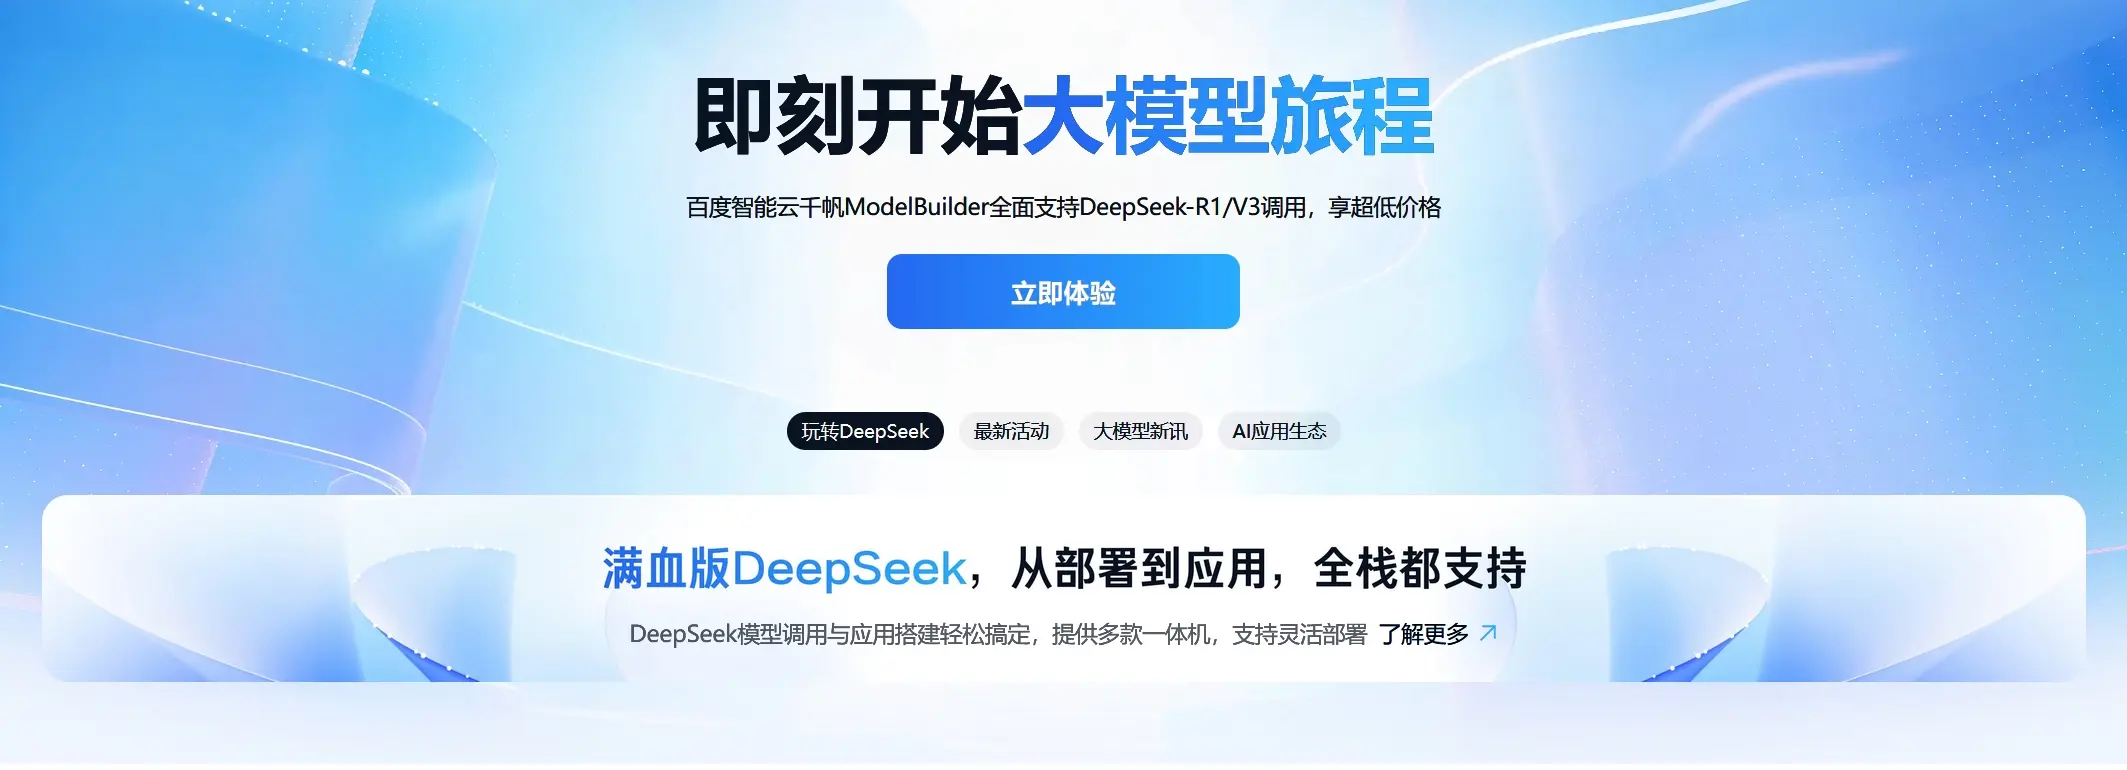 即刻开始大模型旅程
百度智能云千帆ModelBuilder全面支持DeepSeek-R1/V3调用，享超低价格
立即体验
玩转DeepSeek 最新活动 大模型新讯 AI应用生态
满血版DeepSeek，从部署到应用，全栈都支持
DeepSeek模型调用与应用搭建轻松搞定，提供多款一体机，支持灵活部署 了解更多